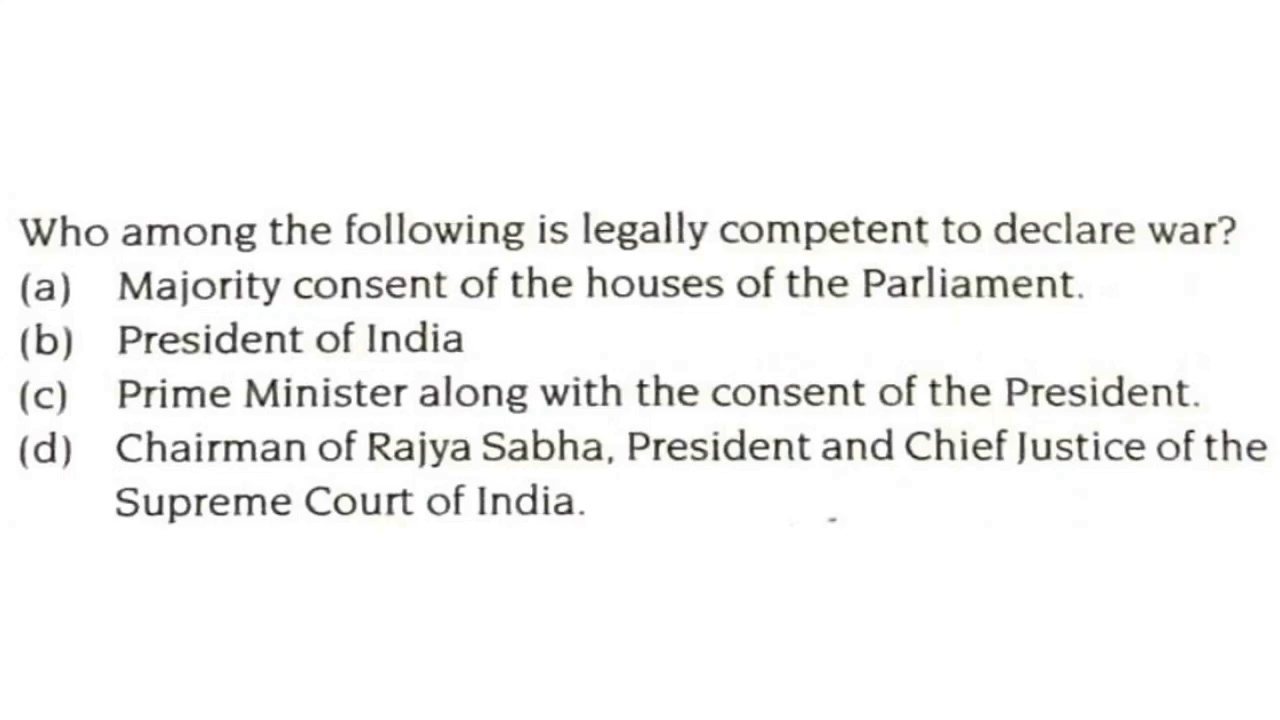 Who among the following is legally competent to declare war?
(a) Majority consent of the houses of the Parliament.
(b) President of India
(c) Prime Minister along with the consent of the President.
(d) Chairman of Rajya Sabha, President and Chief Justice of the
Supreme Court of India.